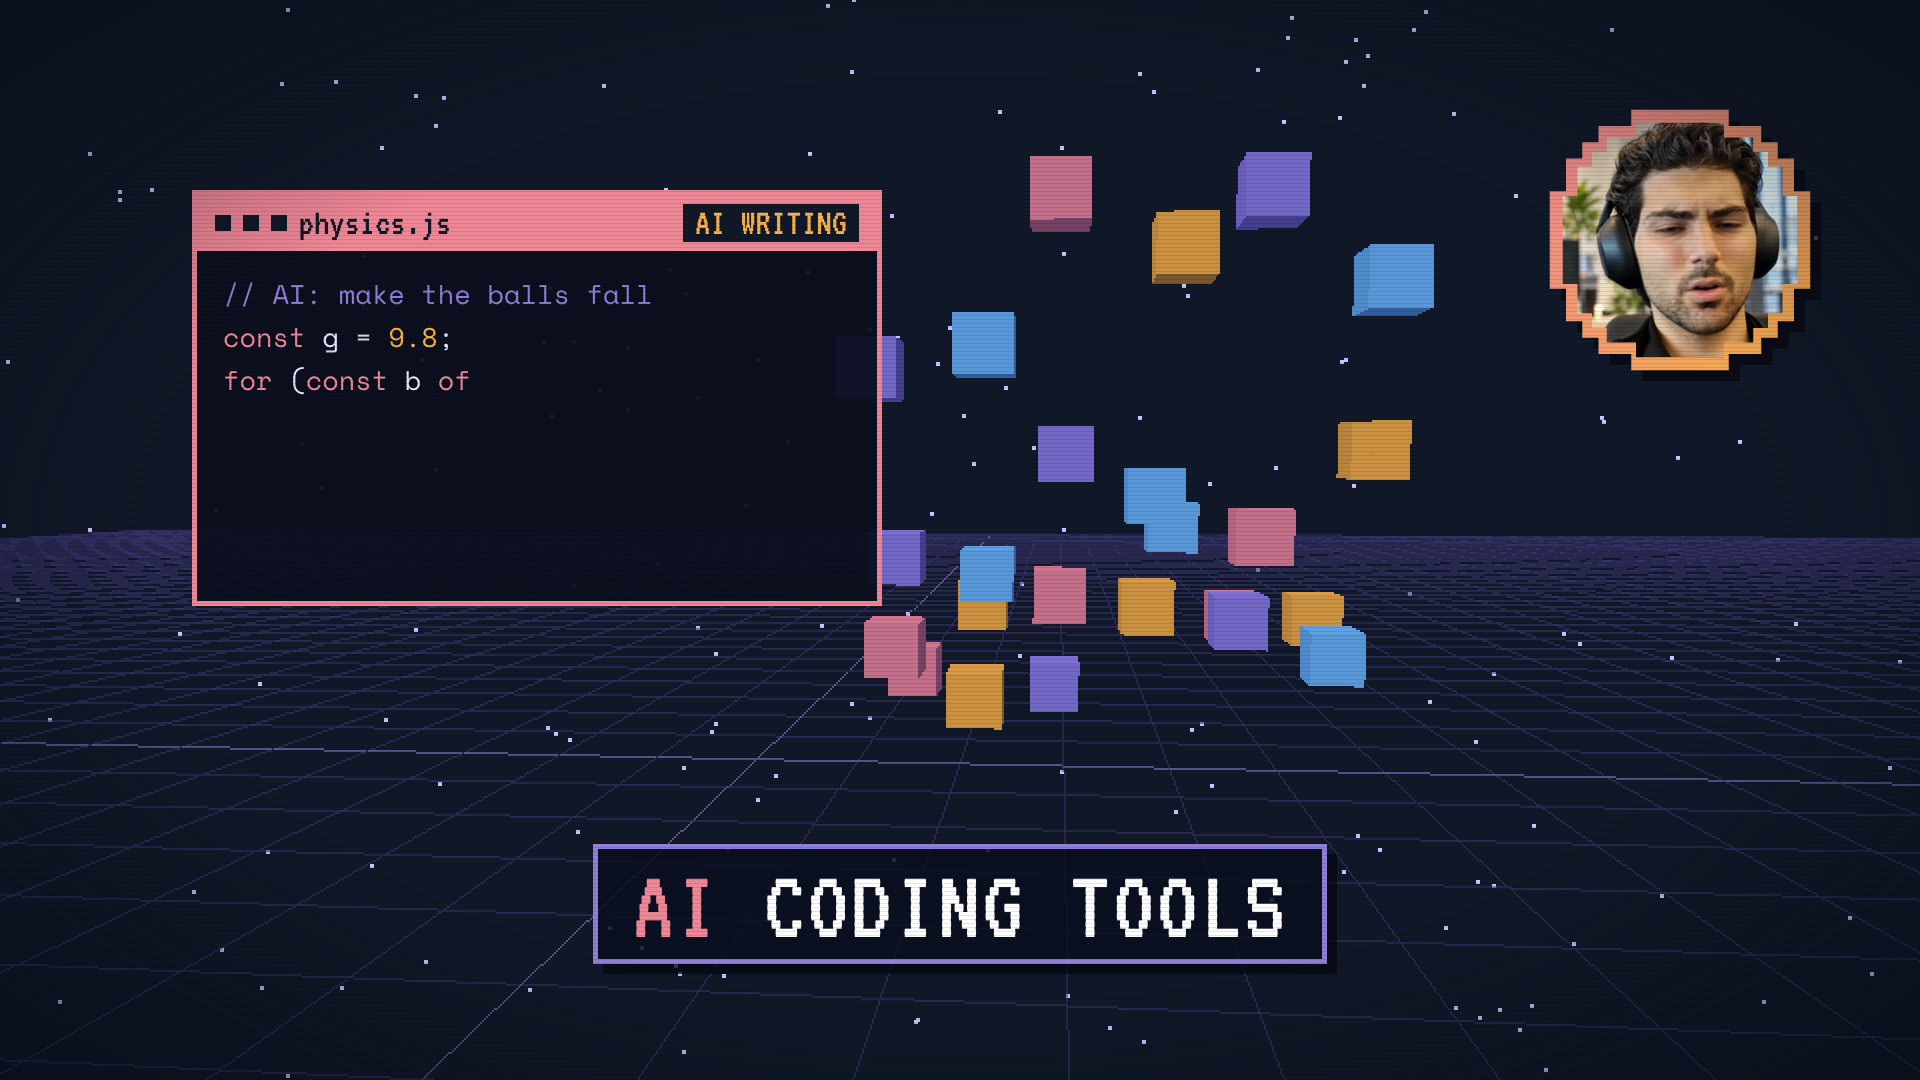 physics.js
AI WRITING
// AI: make the balls fall
const g = 9.8;
for (const b of
AI CODING TOOLS